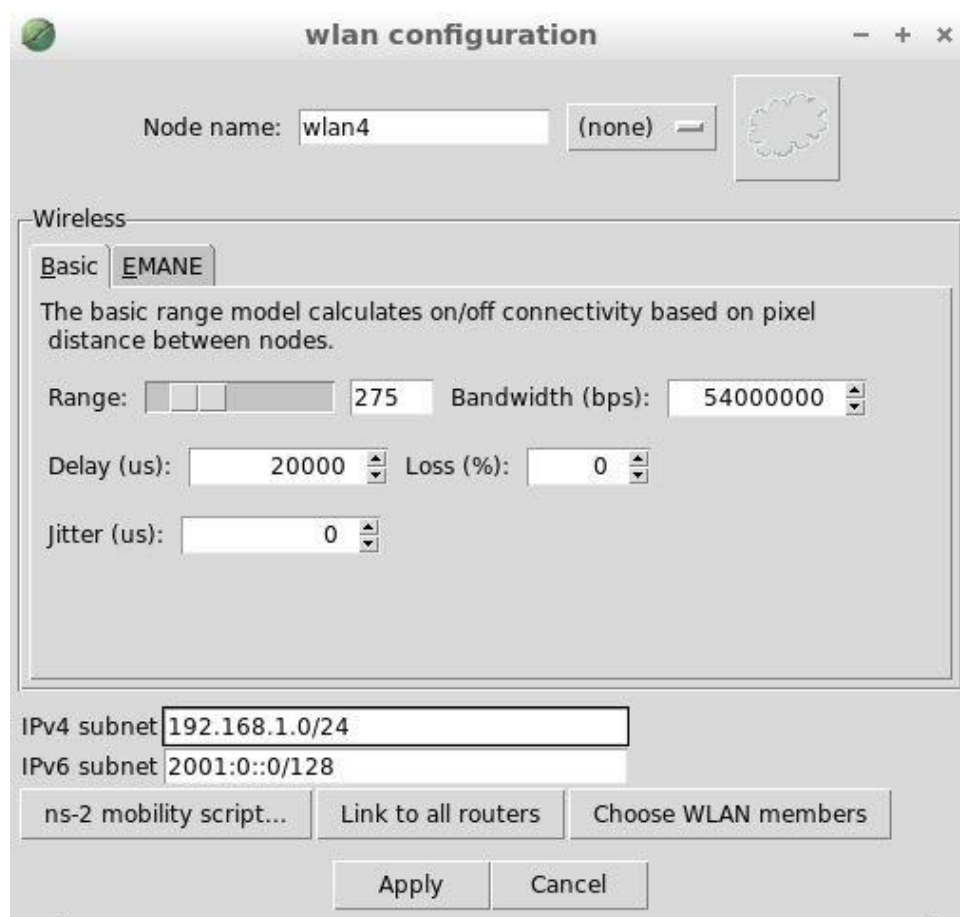 wlan configuration
Node name: wlan4 (none)
Wireless
Basic EMANE
The basic range model calculates on/off connectivity based on pixel
distance between nodes.
Range: 275 Bandwidth (bps): 54000000
Delay (us): 20000 Loss (%): 0
Jitter (us): 0
IPv4 subnet 192.168.1.0/24
IPv6 subnet 2001:0::0/128
ns-2 mobility script... Link to all routers Choose WLAN members
Apply Cancel